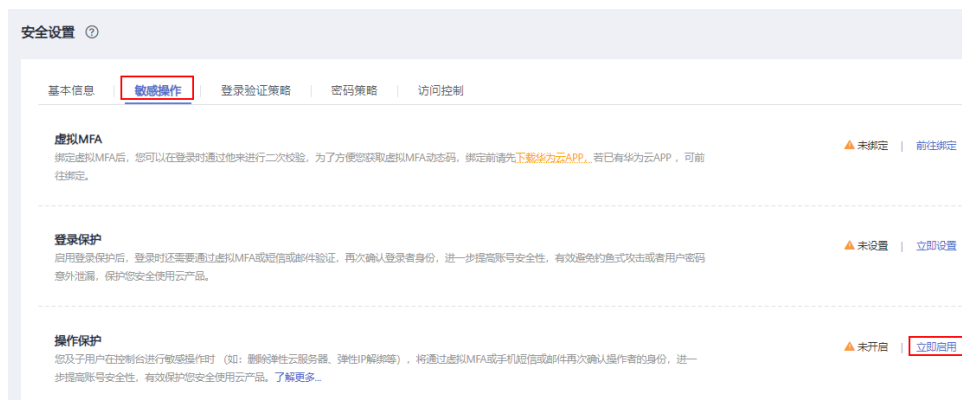 安全设置 ?
基本信息 | 敏感操作 | 登录验证策略 | 密码策略 | 访问控制
虚拟MFA
绑定虚拟MFA后，您可以在登录时通过他来进行二次校验，为了方便您获取虚拟MFA动态码，绑定前请先下载华为云APP，若已有华为云APP ，可前
往绑定。
未绑定 | 前往绑定
登录保护
启用登录保护后，登录时还需要通过虚拟MFA或短信或邮件验证，再次确认登录者身份，进一步提高账号安全性，有效避免钓鱼式攻击或者用户密码
意外泄漏，保护您安全使用云产品。
未设置 | 立即设置
操作保护
您及子用户在控制台进行敏感操作时 （如：删除弹性云服务器、弹性IP解绑等），将通过虚拟MFA或手机短信或邮件再次确认操作者的身份，进一
步提高账号安全性，有效保护您安全使用云产品。了解更多...
未开启 | 立即启用